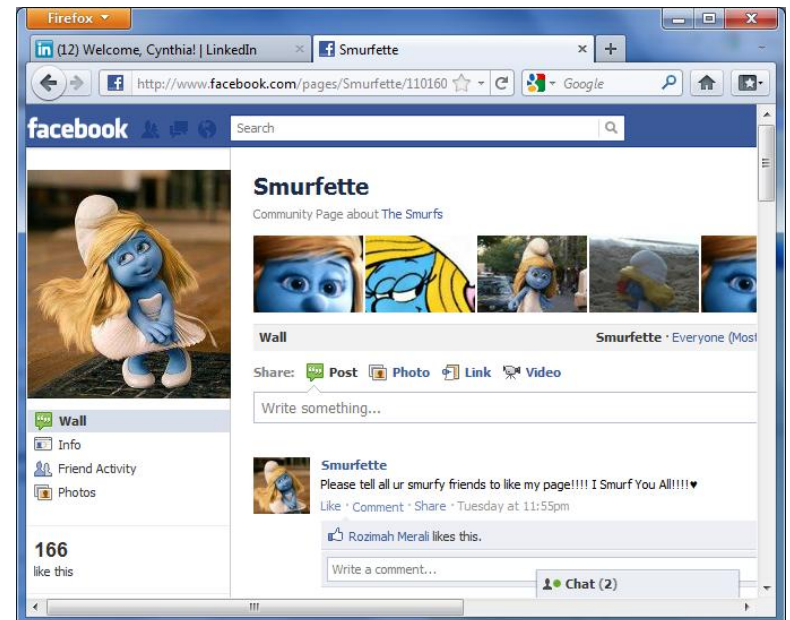 Firefox
(12) Welcome, Cynthia! | LinkedIn
Smurfette
http://www.facebook.com/pages/Smurfette/110160
Google
facebook
Search
Smurfette
Community Page about The Smurfs
Wall
Smurfette · Everyone (Most
Share: Post Photo Link Video
Write something...
Wall
Info
Friend Activity
Photos
166
like this
Smurfette
Please tell all ur smurfy friends to like my page!!!! I Smurf You All!!!!♥
Like · Comment · Share · Tuesday at 11:55pm
Rozimah Merali likes this.
Write a comment...
Chat (2)